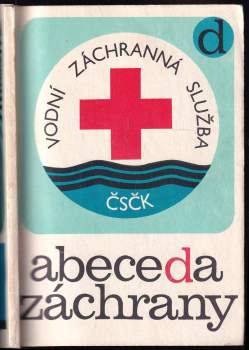 d
VODNÍ ZÁCHRANNÁ SLUŽBA
ČSČK
abeceda
záchrany